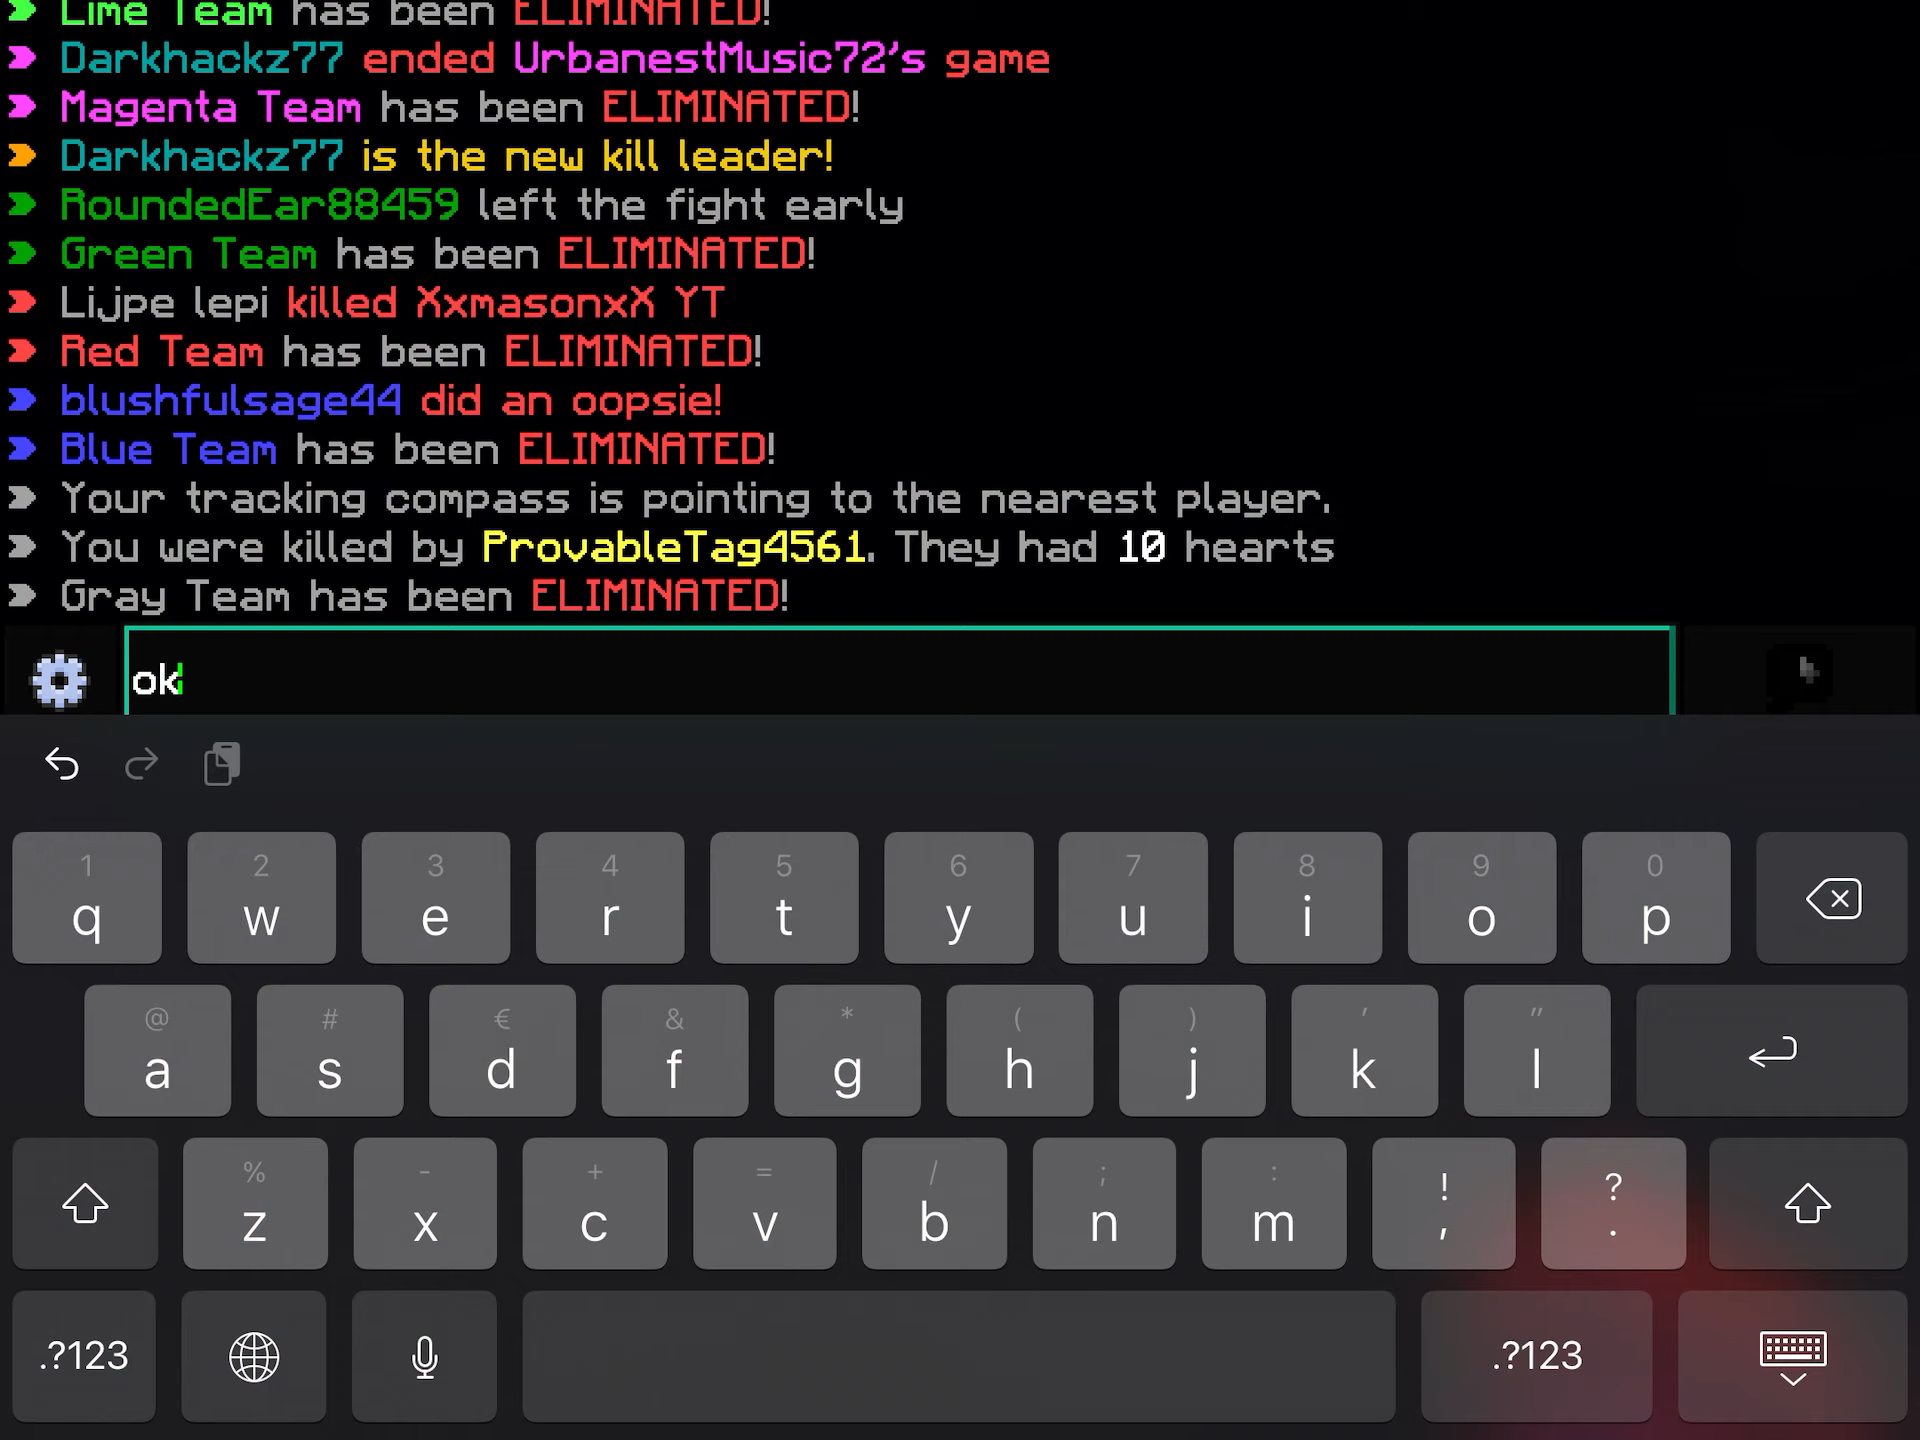 Lime Team has been ELIMINATED!
Darkhackz77 ended UrbanestMusic72's game
Magenta Team has been ELIMINATED!
Darkhackz77 is the new kill leader!
RoundedEar88459 left the fight early
Green Team has been ELIMINATED!
Lijpe lepi killed XxmasonxX YT
Red Team has been ELIMINATED!
blushfulsage44 did an oopsie!
Blue Team has been ELIMINATED!
Your tracking compass is pointing to the nearest player.
You were killed by ProvableTag4561. They had 10 hearts
Gray Team has been ELIMINATED!
ok
1 2 3 4 5 6 7 8 9 0
q w e r t y u i o p
@ # € & * ( ) ' "
a s d f g h j k l
% - + = / ; : ! ?
z x c v b n m , .
.?123 .?123